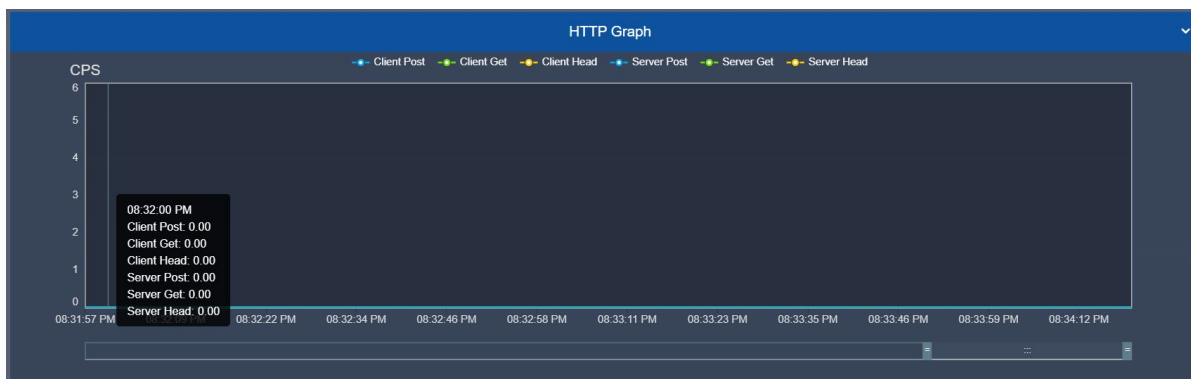 HTTP Graph
Client Post Client Get Client Head Server Post Server Get Server Head
CPS
6
5
4
3
2
1
0
08:32:00 PM
Client Post: 0.00
Client Get: 0.00
Client Head: 0.00
Server Post: 0.00
Server Get: 0.00
Server Head: 0.00
08:31:57 PM 08:32:09 PM 08:32:22 PM 08:32:34 PM 08:32:46 PM 08:32:58 PM 08:33:11 PM 08:33:23 PM 08:33:35 PM 08:33:46 PM 08:33:59 PM 08:34:12 PM